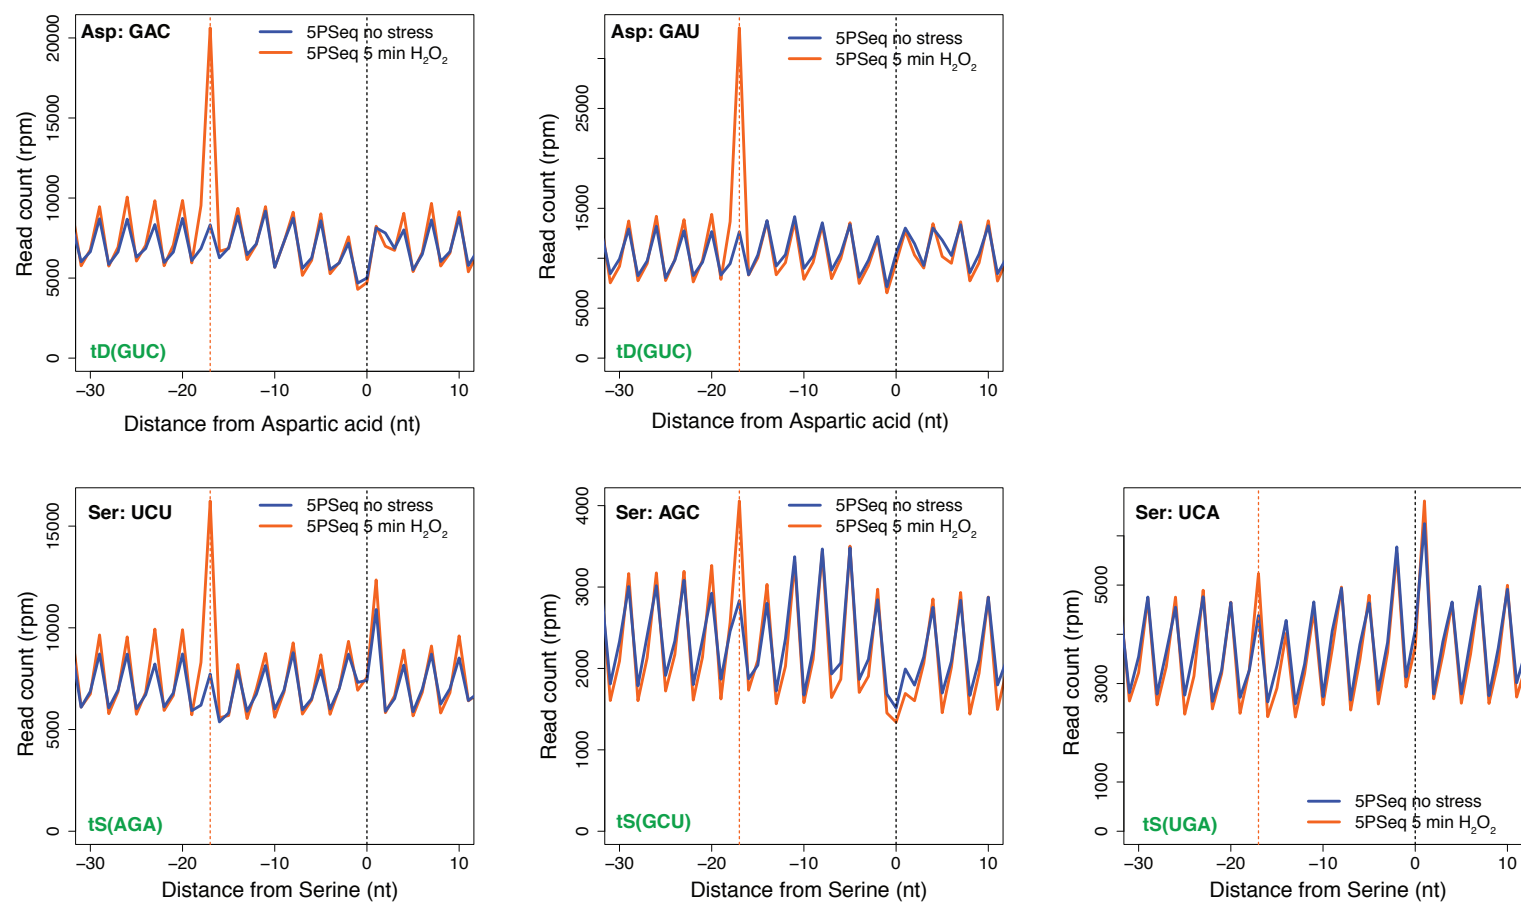 Asp: GAC
5PSeq no stress
5PSeq 5 min H2O2
Read count (rpm)
20000
15000
10000
5000
0
tD(GUC)
−30
−20
−10
0
10
Distance from Aspartic acid (nt)
Asp: GAU
5PSeq no stress
5PSeq 5 min H2O2
Read count (rpm)
25000
15000
5000
0
tD(GUC)
−30
−20
−10
0
10
Distance from Aspartic acid (nt)
Ser: UCU
5PSeq no stress
5PSeq 5 min H2O2
Read count (rpm)
15000
10000
5000
0
tS(AGA)
−30
−20
−10
0
10
Distance from Serine (nt)
Ser: AGC
5PSeq no stress
5PSeq 5 min H2O2
Read count (rpm)
4000
3000
2000
1000
0
tS(GCU)
−30
−20
−10
0
10
Distance from Serine (nt)
Ser: UCA
Read count (rpm)
5000
3000
1000
0
tS(UGA)
5PSeq no stress
5PSeq 5 min H2O2
−30
−20
−10
0
10
Distance from Serine (nt)